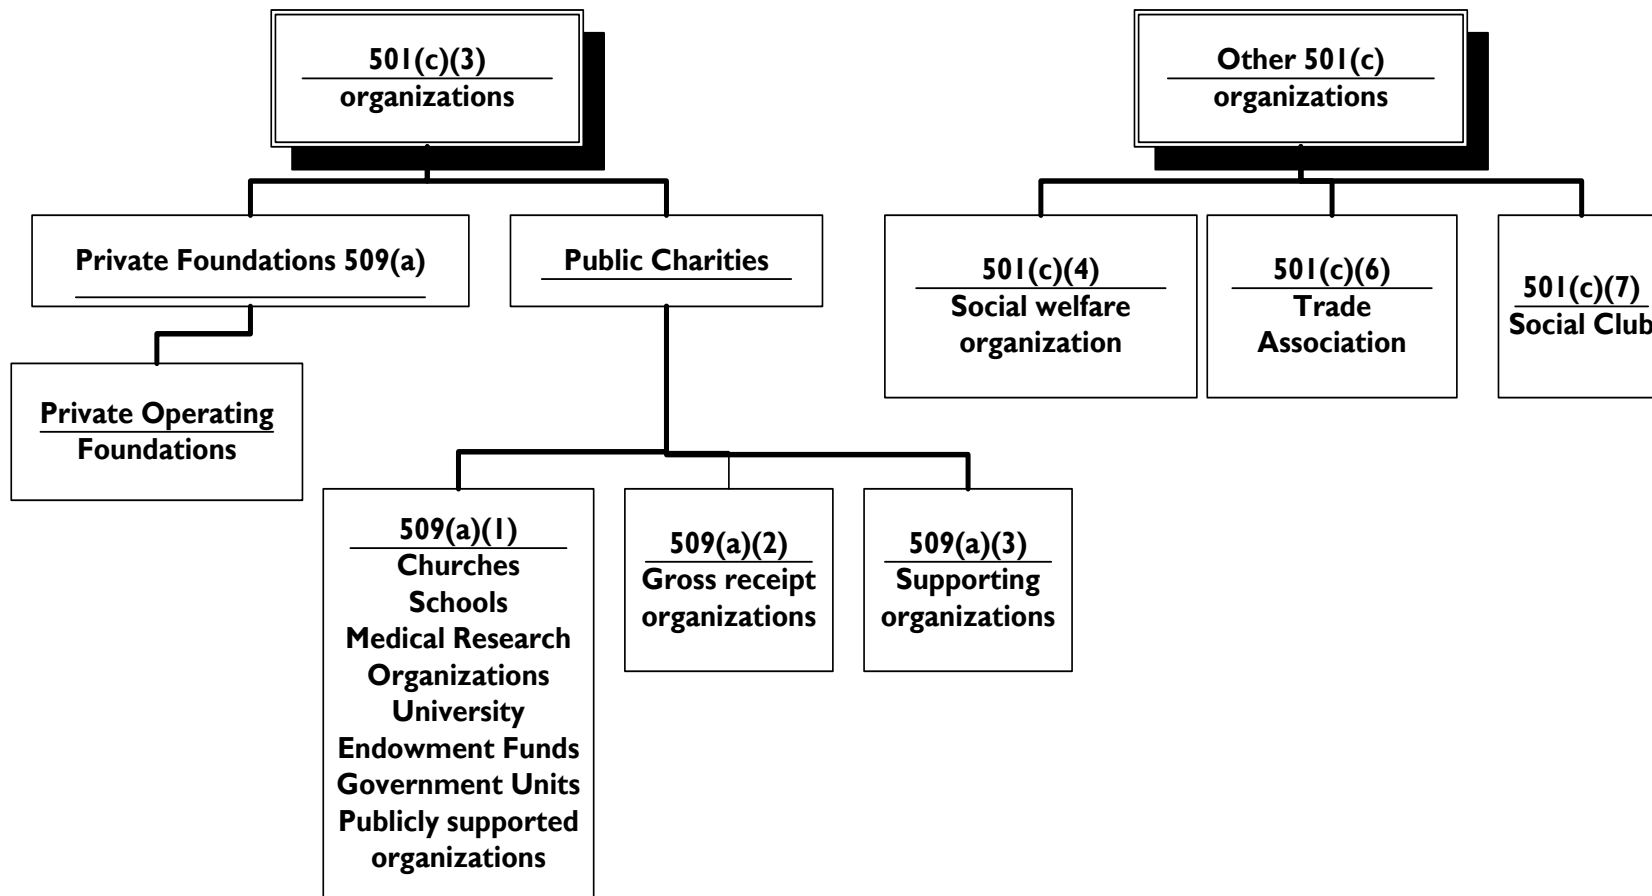 501(c)(3)
organizations
Other 501(c)
organizations
Private Foundations 509(a)
Public Charities
501(c)(4)
Social welfare
organization
501(c)(6)
Trade
Association
501(c)(7)
Social Club
Private Operating
Foundations
509(a)(1)
Churches
Schools
Medical Research
Organizations
University
Endowment Funds
Government Units
Publicly supported
organizations
509(a)(2)
Gross receipt
organizations
509(a)(3)
Supporting
organizations